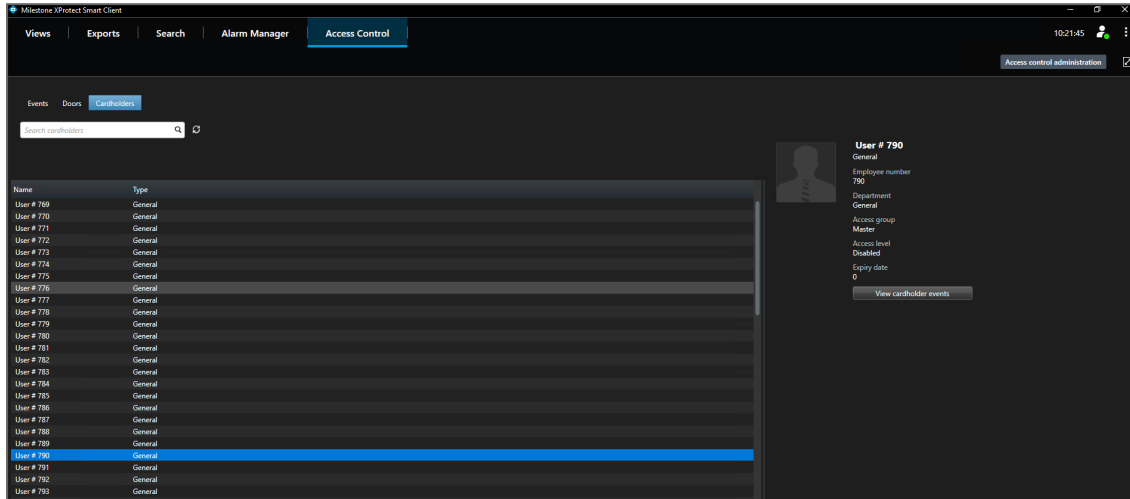 Milestone XProtect Smart Client
Views Exports Search Alarm Manager Access Control 10:21:45
Access control administration
Events Doors Cardholders
Search cardholders
Name Type
User # 769 General
User # 770 General
User # 771 General
User # 772 General
User # 773 General
User # 774 General
User # 775 General
User # 776 General
User # 777 General
User # 778 General
User # 779 General
User # 780 General
User # 781 General
User # 782 General
User # 783 General
User # 784 General
User # 785 General
User # 786 General
User # 787 General
User # 788 General
User # 789 General
User # 790 General
User # 791 General
User # 792 General
User # 793 General
User # 790
General
Employee number
790
Department
General
Access group
Master
Access level
Disabled
Expiry date
0
View cardholder events